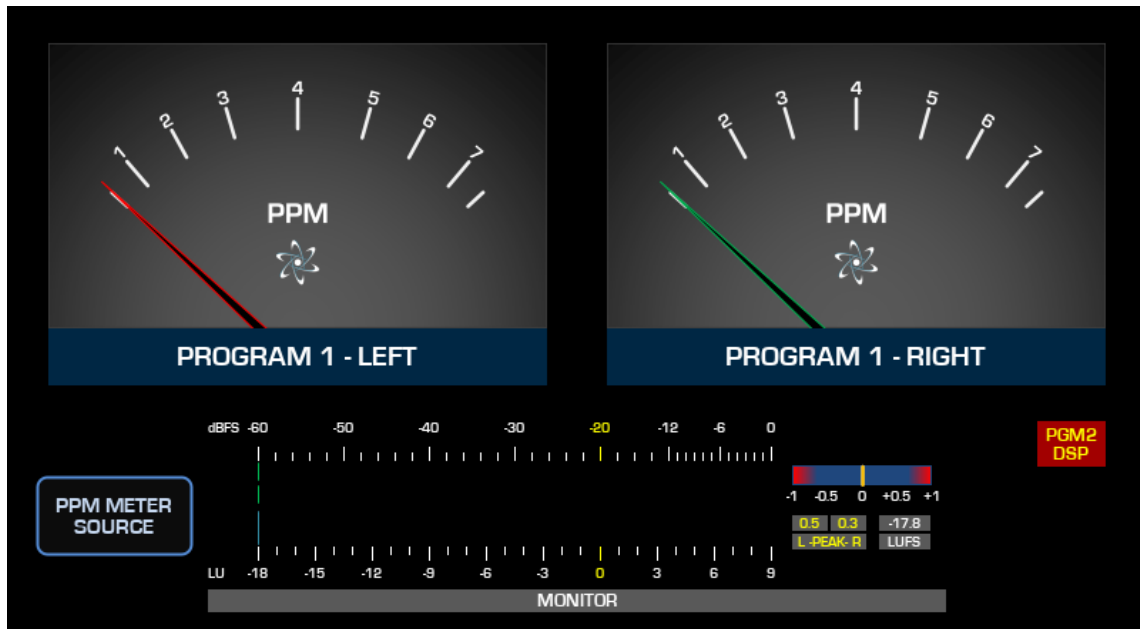 1 2 3 4 5 6 7
PPM
PROGRAM 1 - LEFT
1 2 3 4 5 6 7
PPM
PROGRAM 1 - RIGHT
dBFS -60 -50 -40 -30 -20 -12 -6 0
PGM2
DSP
PPM METER
SOURCE
-1 -0.5 0 +0.5 +1
0.5 0.3 -17.8
L -PEAK- R LUFS
LU -18 -15 -12 -9 -6 -3 0 3 6 9
MONITOR